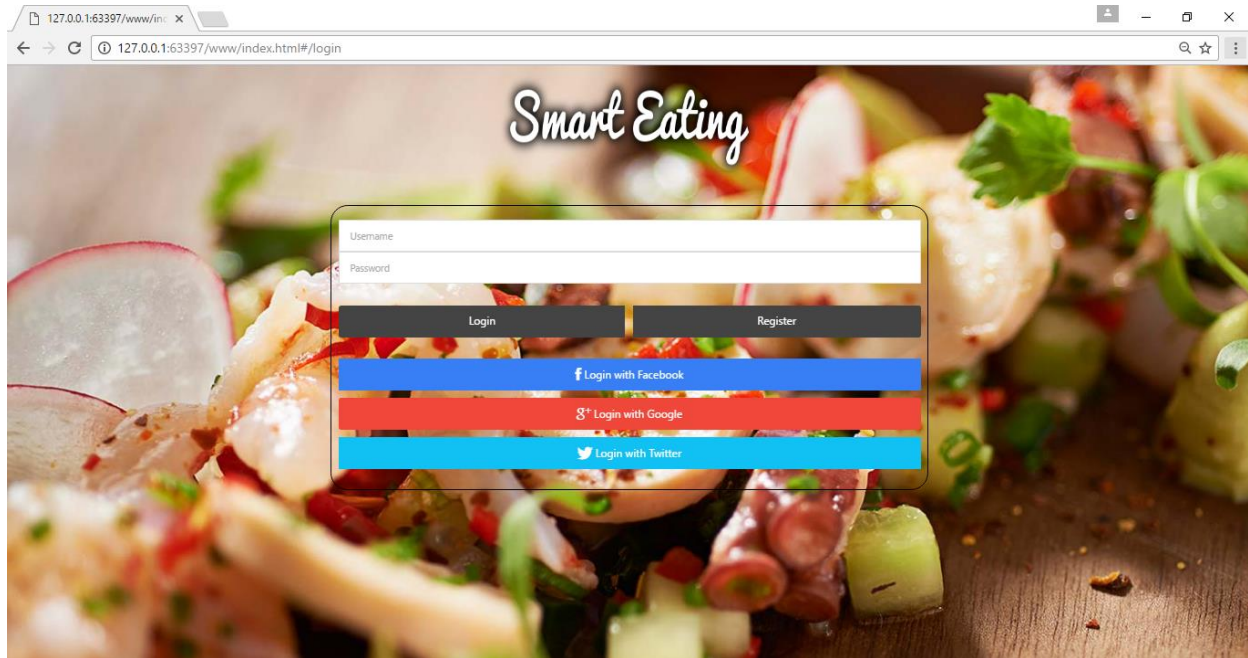 127.0.0.1:63397/www/inc
127.0.0.1:63397/www/index.html#/login
Smart Eating
Username
Password
Login Register
f Login with Facebook
g+ Login with Google
Login with Twitter